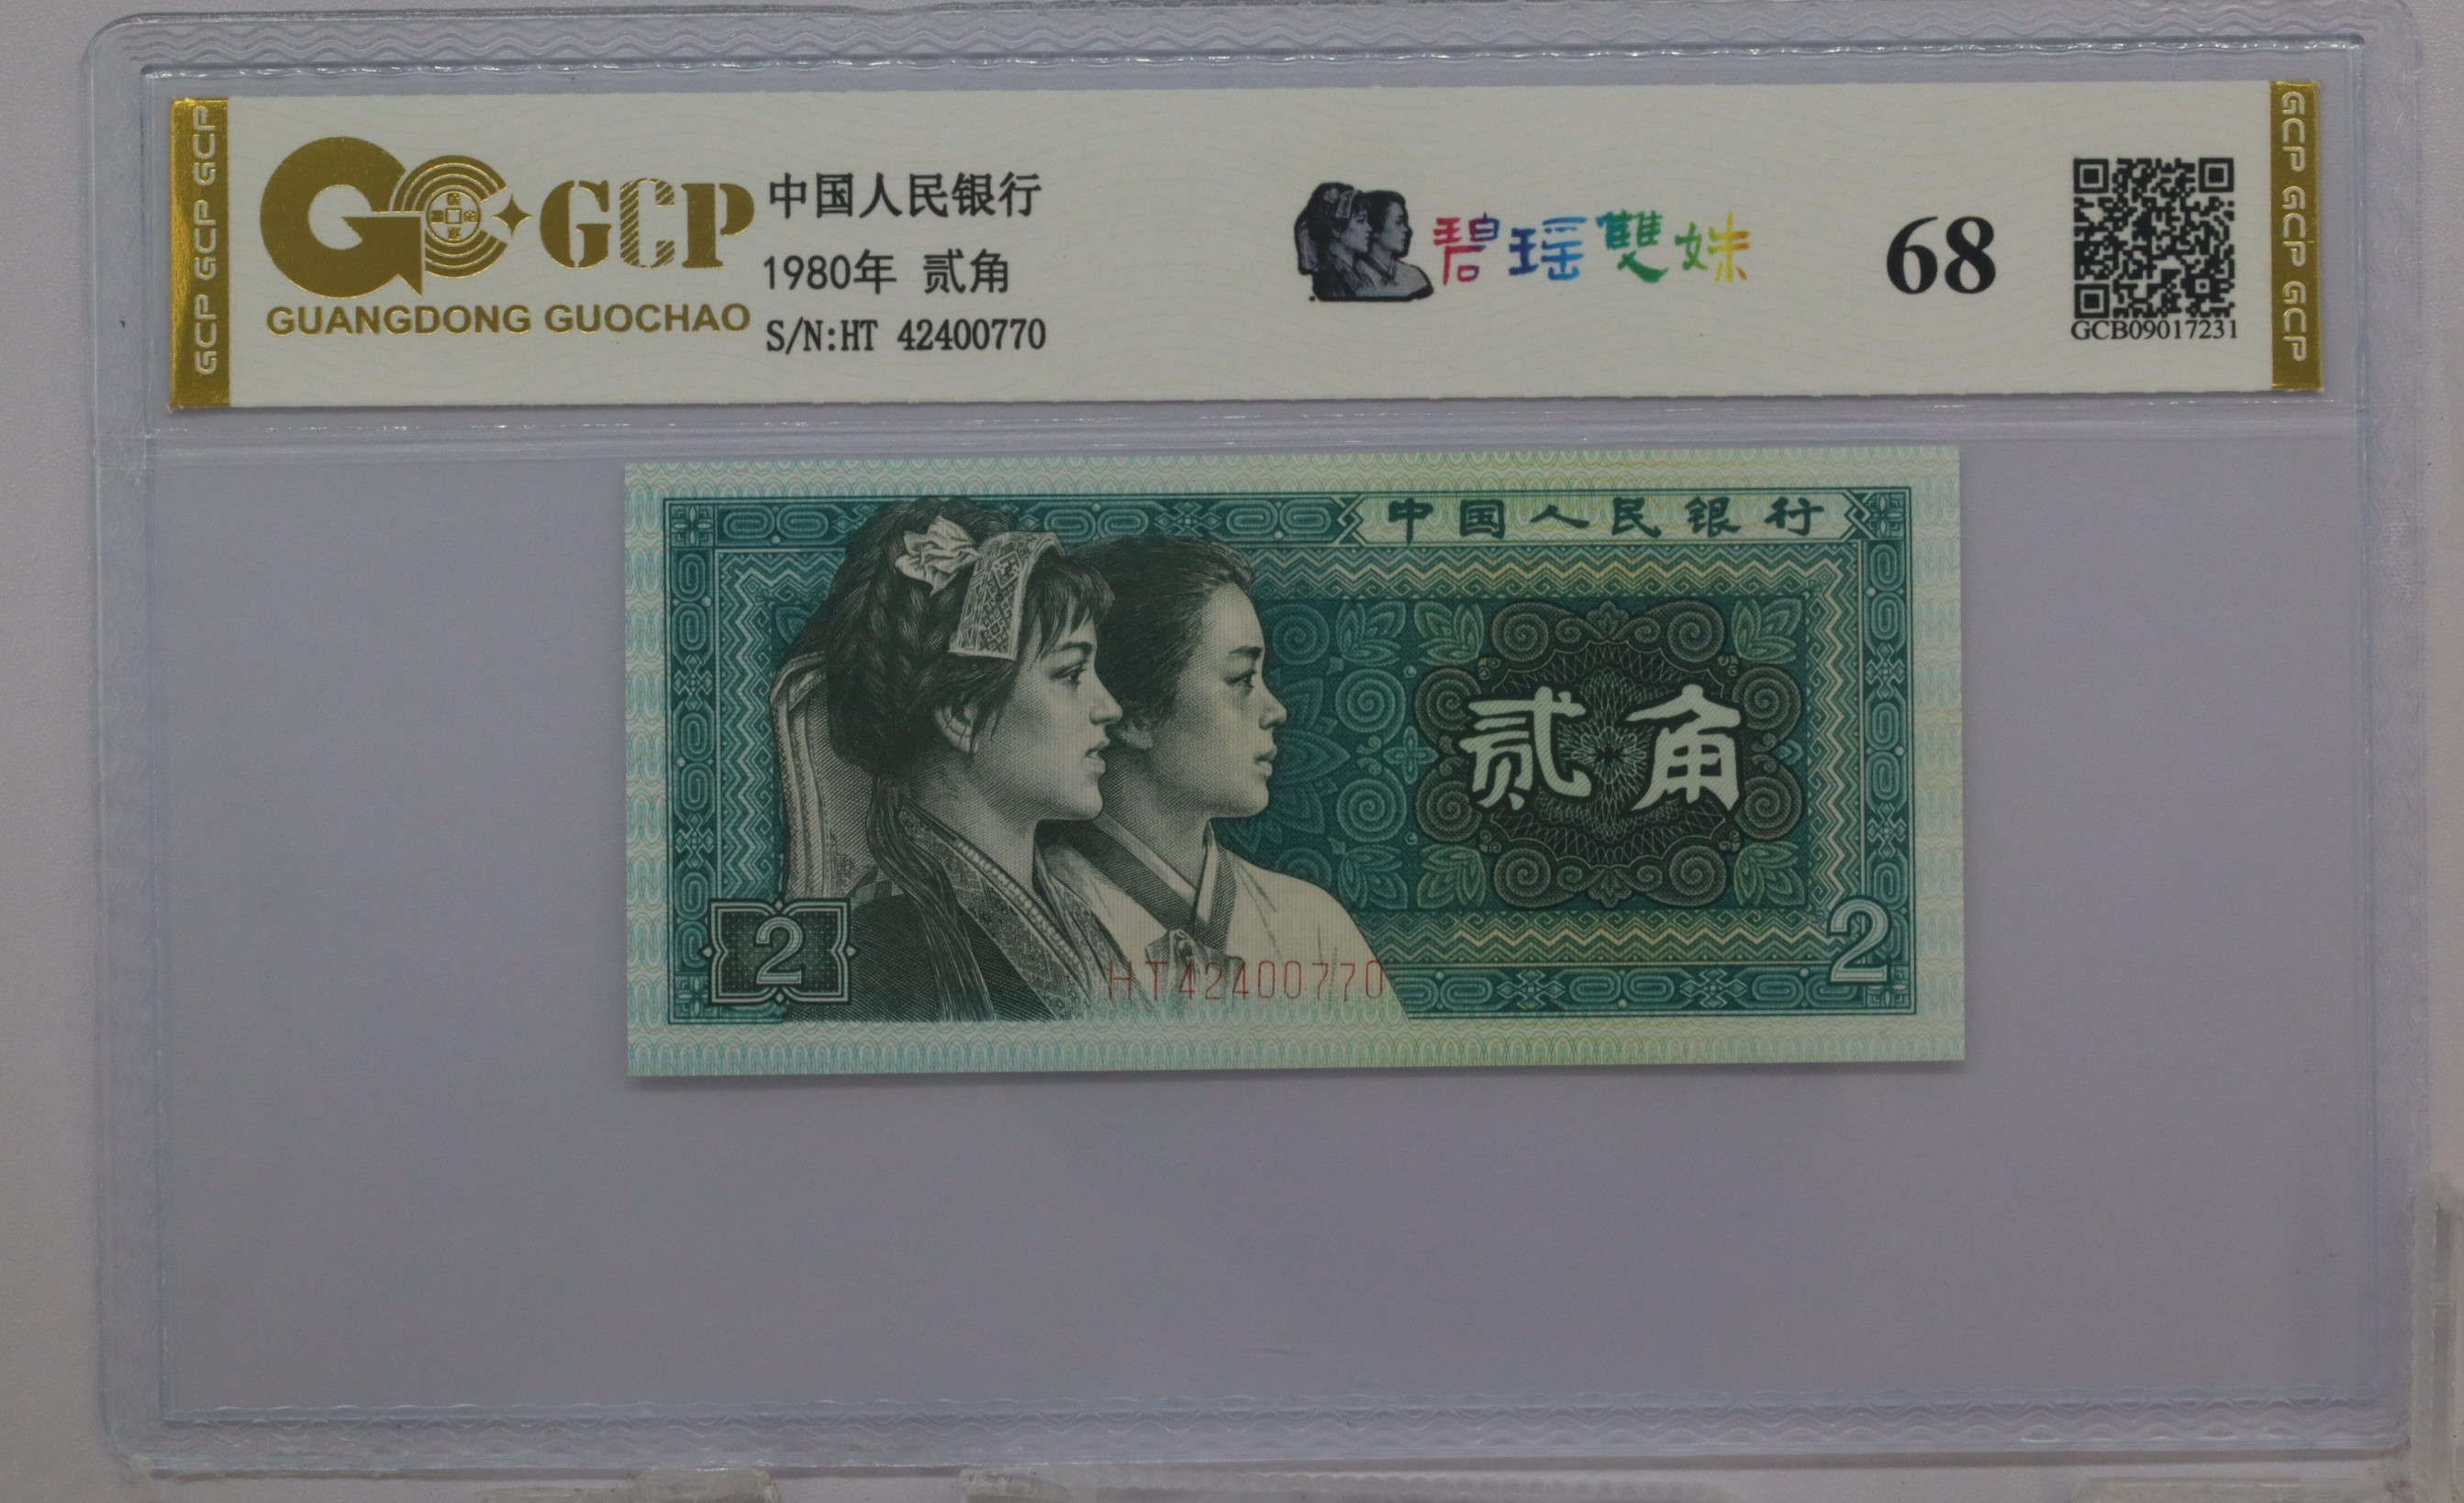 GCP GCP GCP
GCP
GUANGDONG GUOCHAO
中国人民银行
1980年 贰角
S/N:HT 42400770
碧瑶雙姝
68
GCB09017231
GCP GCP GCP
中国人民银行
贰角
2
HT42400770
2